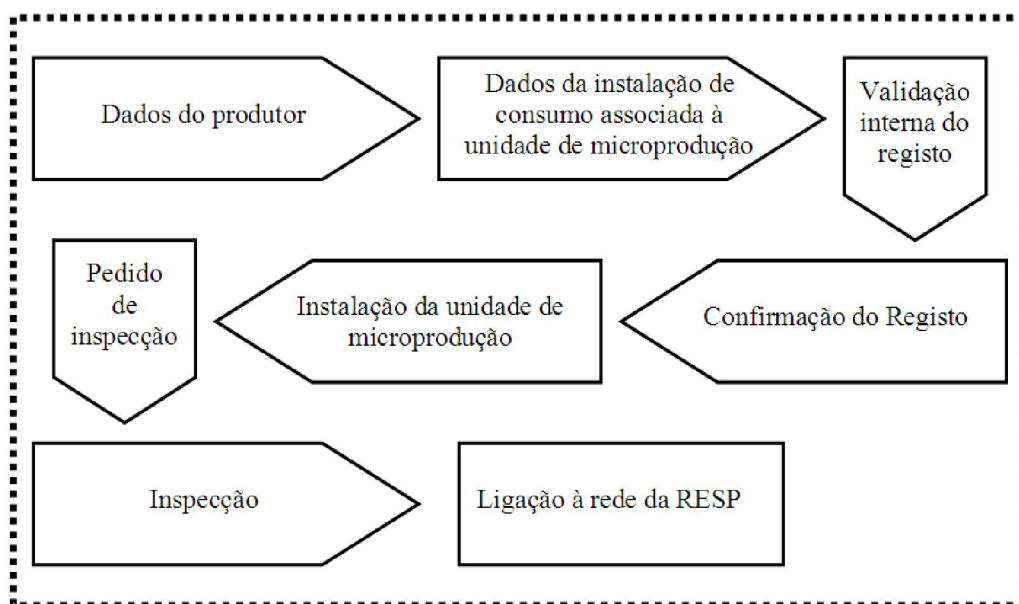 Dados do produtor
Dados da instalação de
consumo associada à
unidade de microprodução
Validação
interna do
registo
Confirmação do Registo
Instalação da unidade de
microprodução
Pedido
de
inspecção
Inspecção
Ligação à rede da RESP